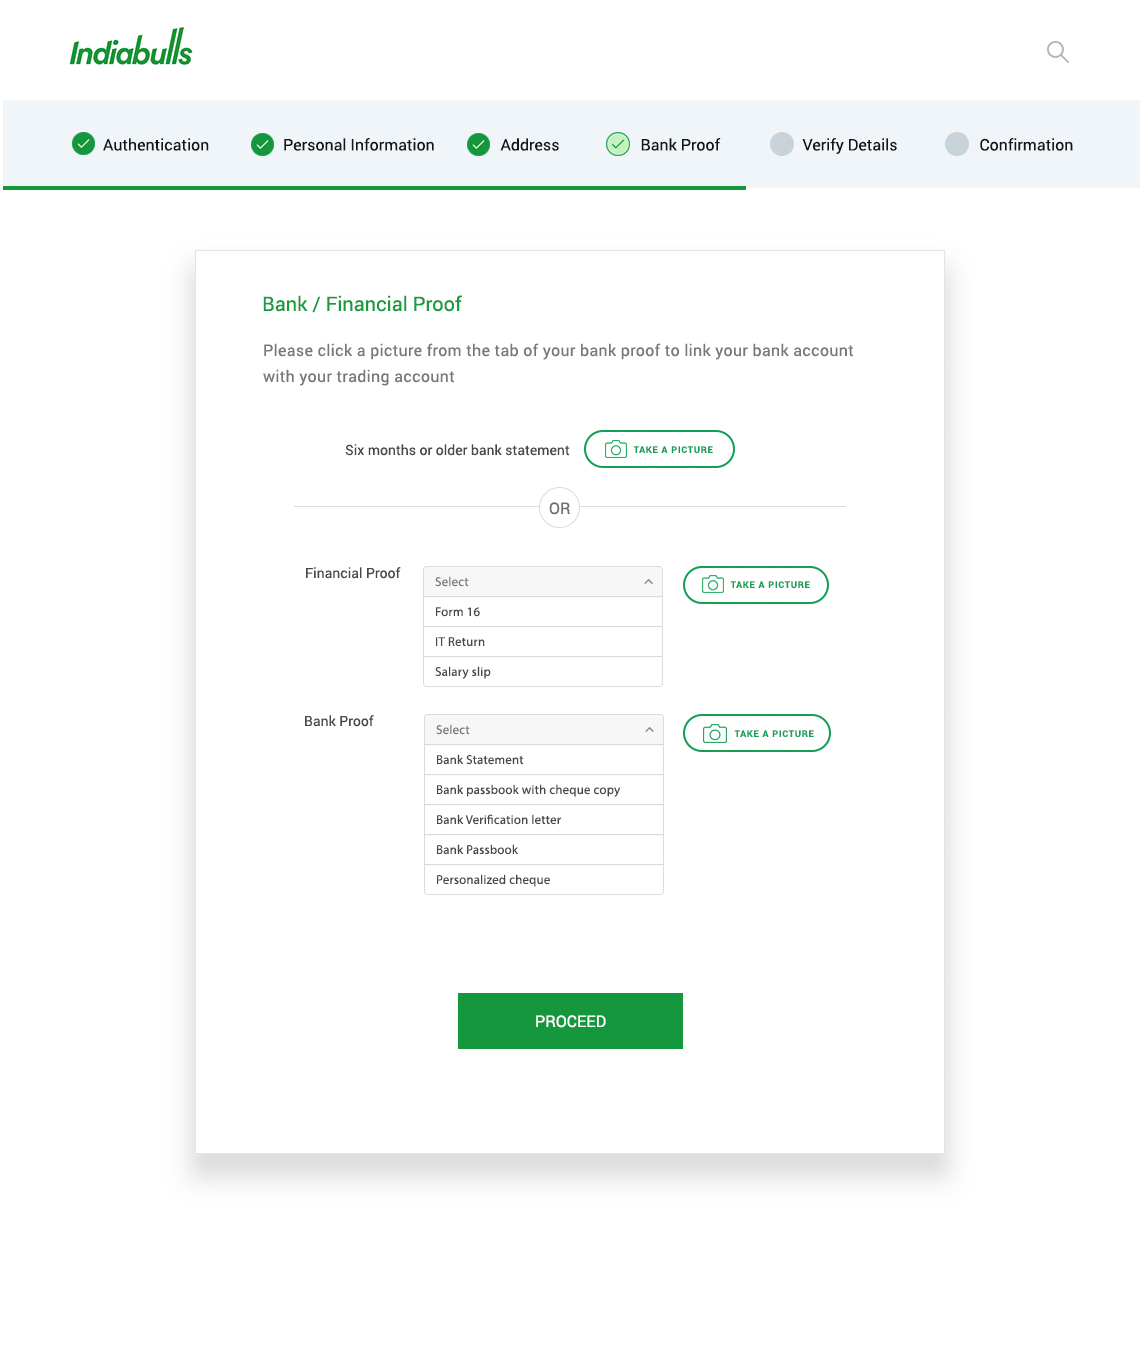 Indiabulls
Authentication Personal Information Address Bank Proof Verify Details Confirmation
Bank / Financial Proof
Please click a picture from the tab of your bank proof to link your bank account
with your trading account
Six months or older bank statement TAKE A PICTURE
OR
Financial Proof Select TAKE A PICTURE
Form 16
IT Return
Salary slip
Bank Proof Select TAKE A PICTURE
Bank Statement
Bank passbook with cheque copy
Bank Verification letter
Bank Passbook
Personalized cheque
PROCEED